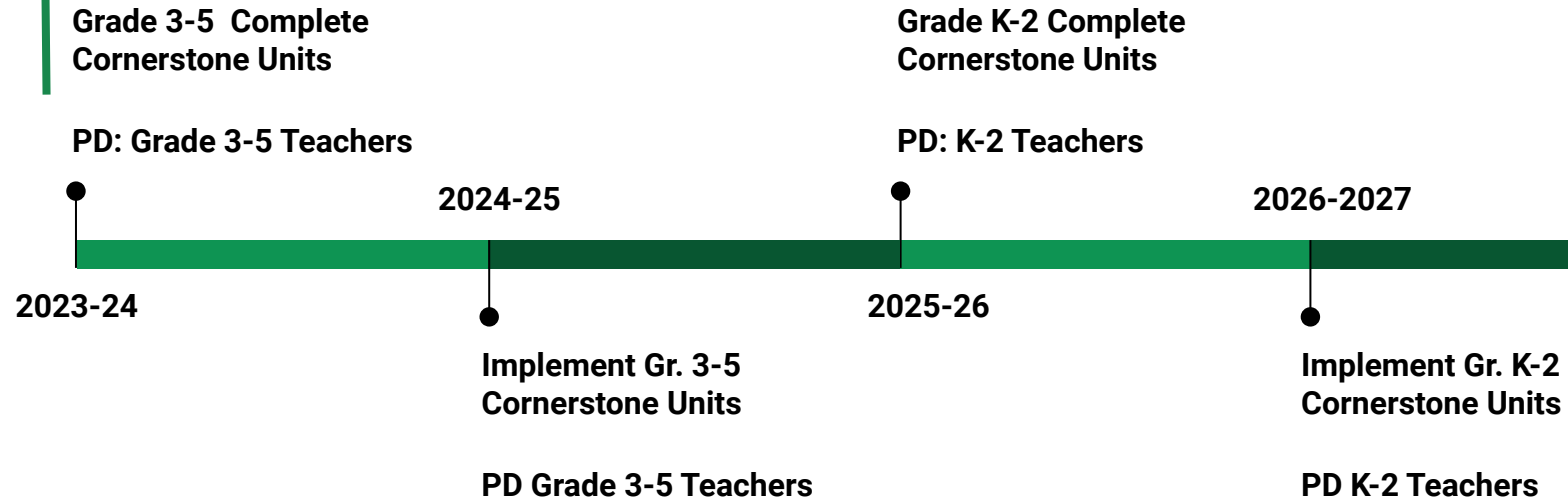 Grade 3-5  Complete
Cornerstone Units
PD: Grade 3-5 Teachers
Grade K-2 Complete
Cornerstone Units
PD: K-2 Teachers
2024-25
2026-2027
2023-24
2025-26
Implement Gr. 3-5
Cornerstone Units
PD Grade 3-5 Teachers
Implement Gr. K-2
Cornerstone Units
PD K-2 Teachers